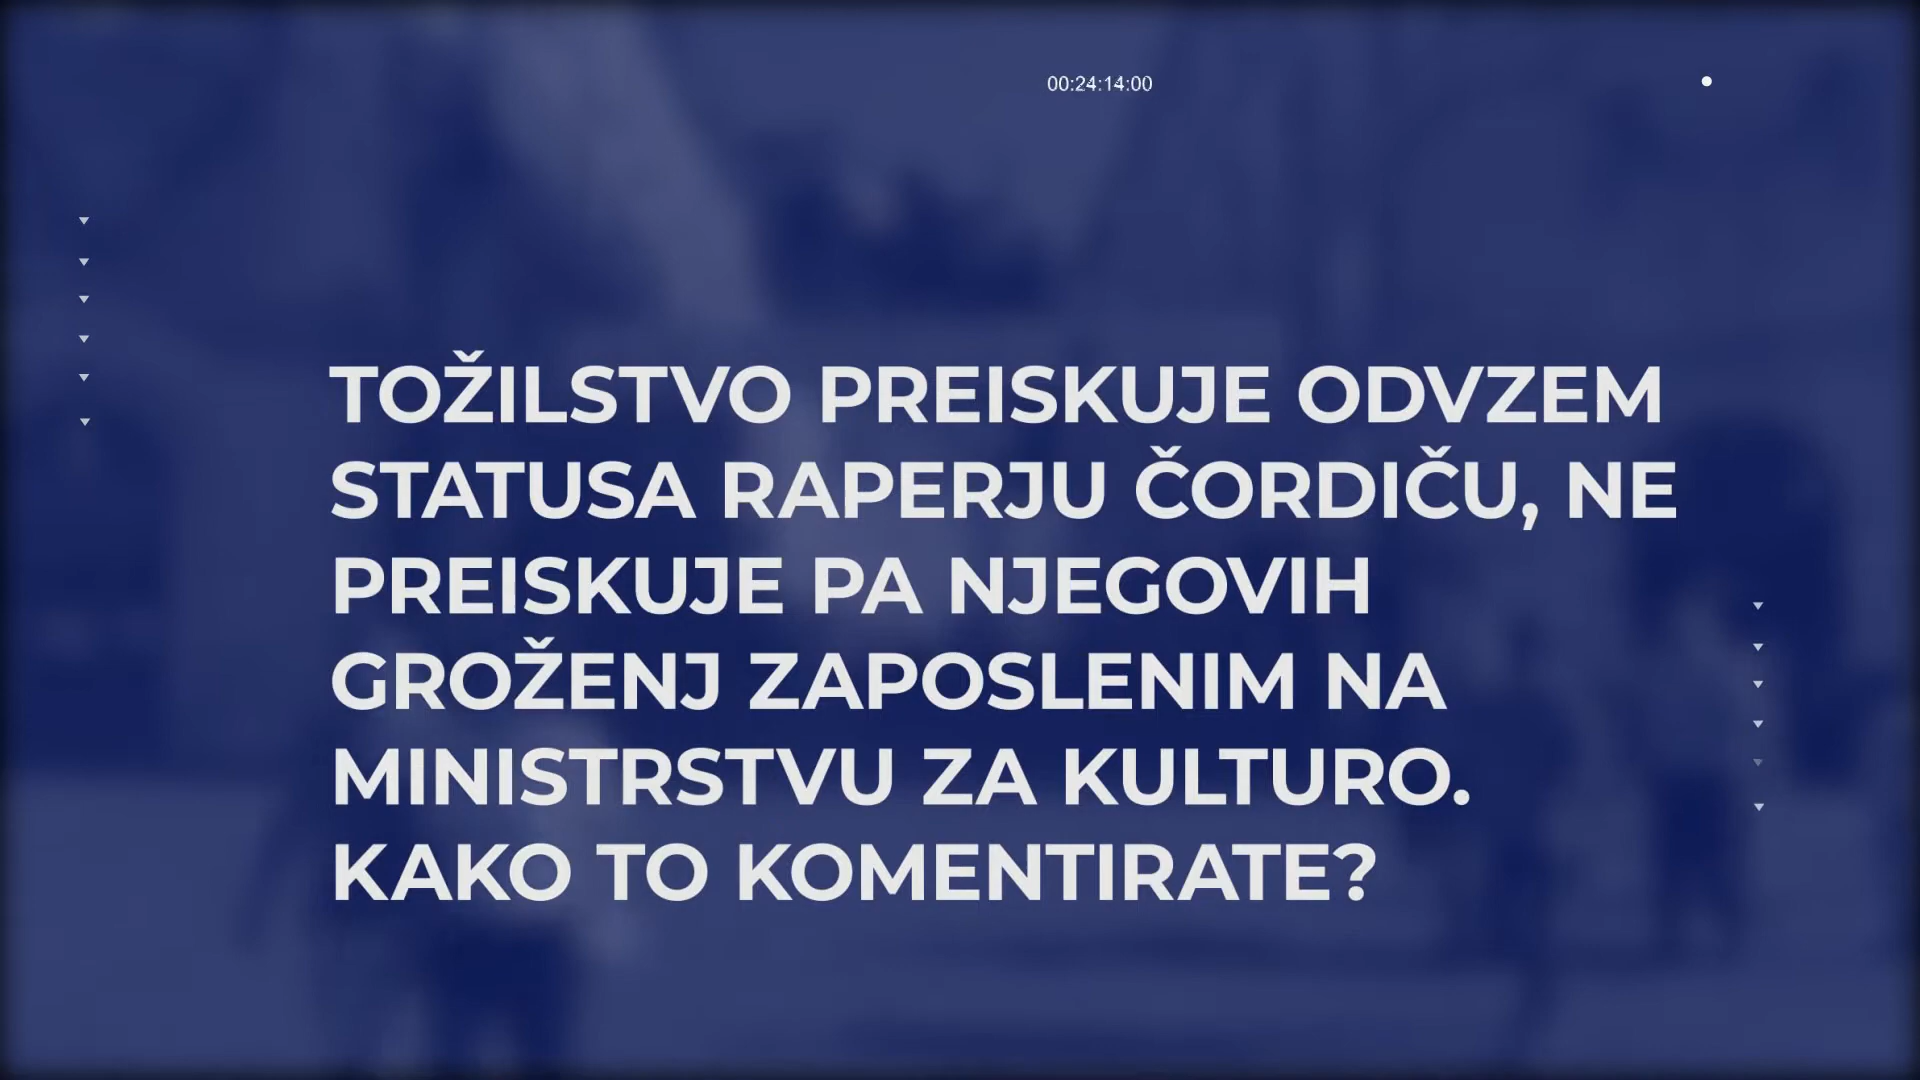 00:24:14:00
TOŽILSTVO PREISKUJE ODVZEM
STATUSA RAPERJU ČORDIČU, NE
PREISKUJE PA NJEGOVIH
GROŽENJ ZAPOSLENIM NA
MINISTRSTVU ZA KULTURO.
KAKO TO KOMENTIRATE?